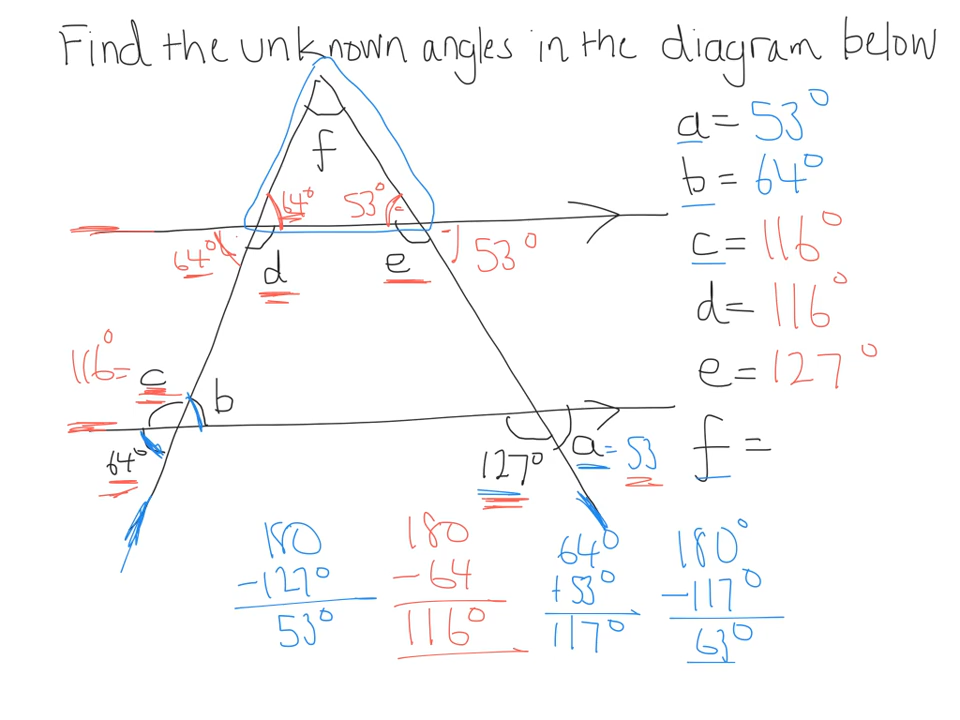 Find the unknown angles in the diagram below
a = 53°
f
b = 64°
64° 53°
c = 116°
64° d e 53°
d = 116°
116° = c b
e = 127°
64° 127° a = 53
f =
180
-127°
53°
180
-64
116°
64°
+53°
117°
180°
-117°
63°